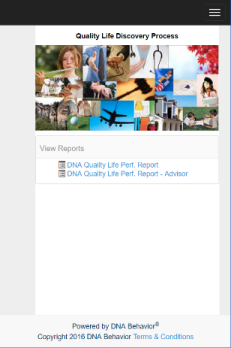 Quality Life Discovery Process
View Reports
DNA Quality Life Perf. Report
DNA Quality Life Perf. Report - Advisor
Powered by DNA Behavior®
Copyright 2016 DNA Behavior Terms & Conditions